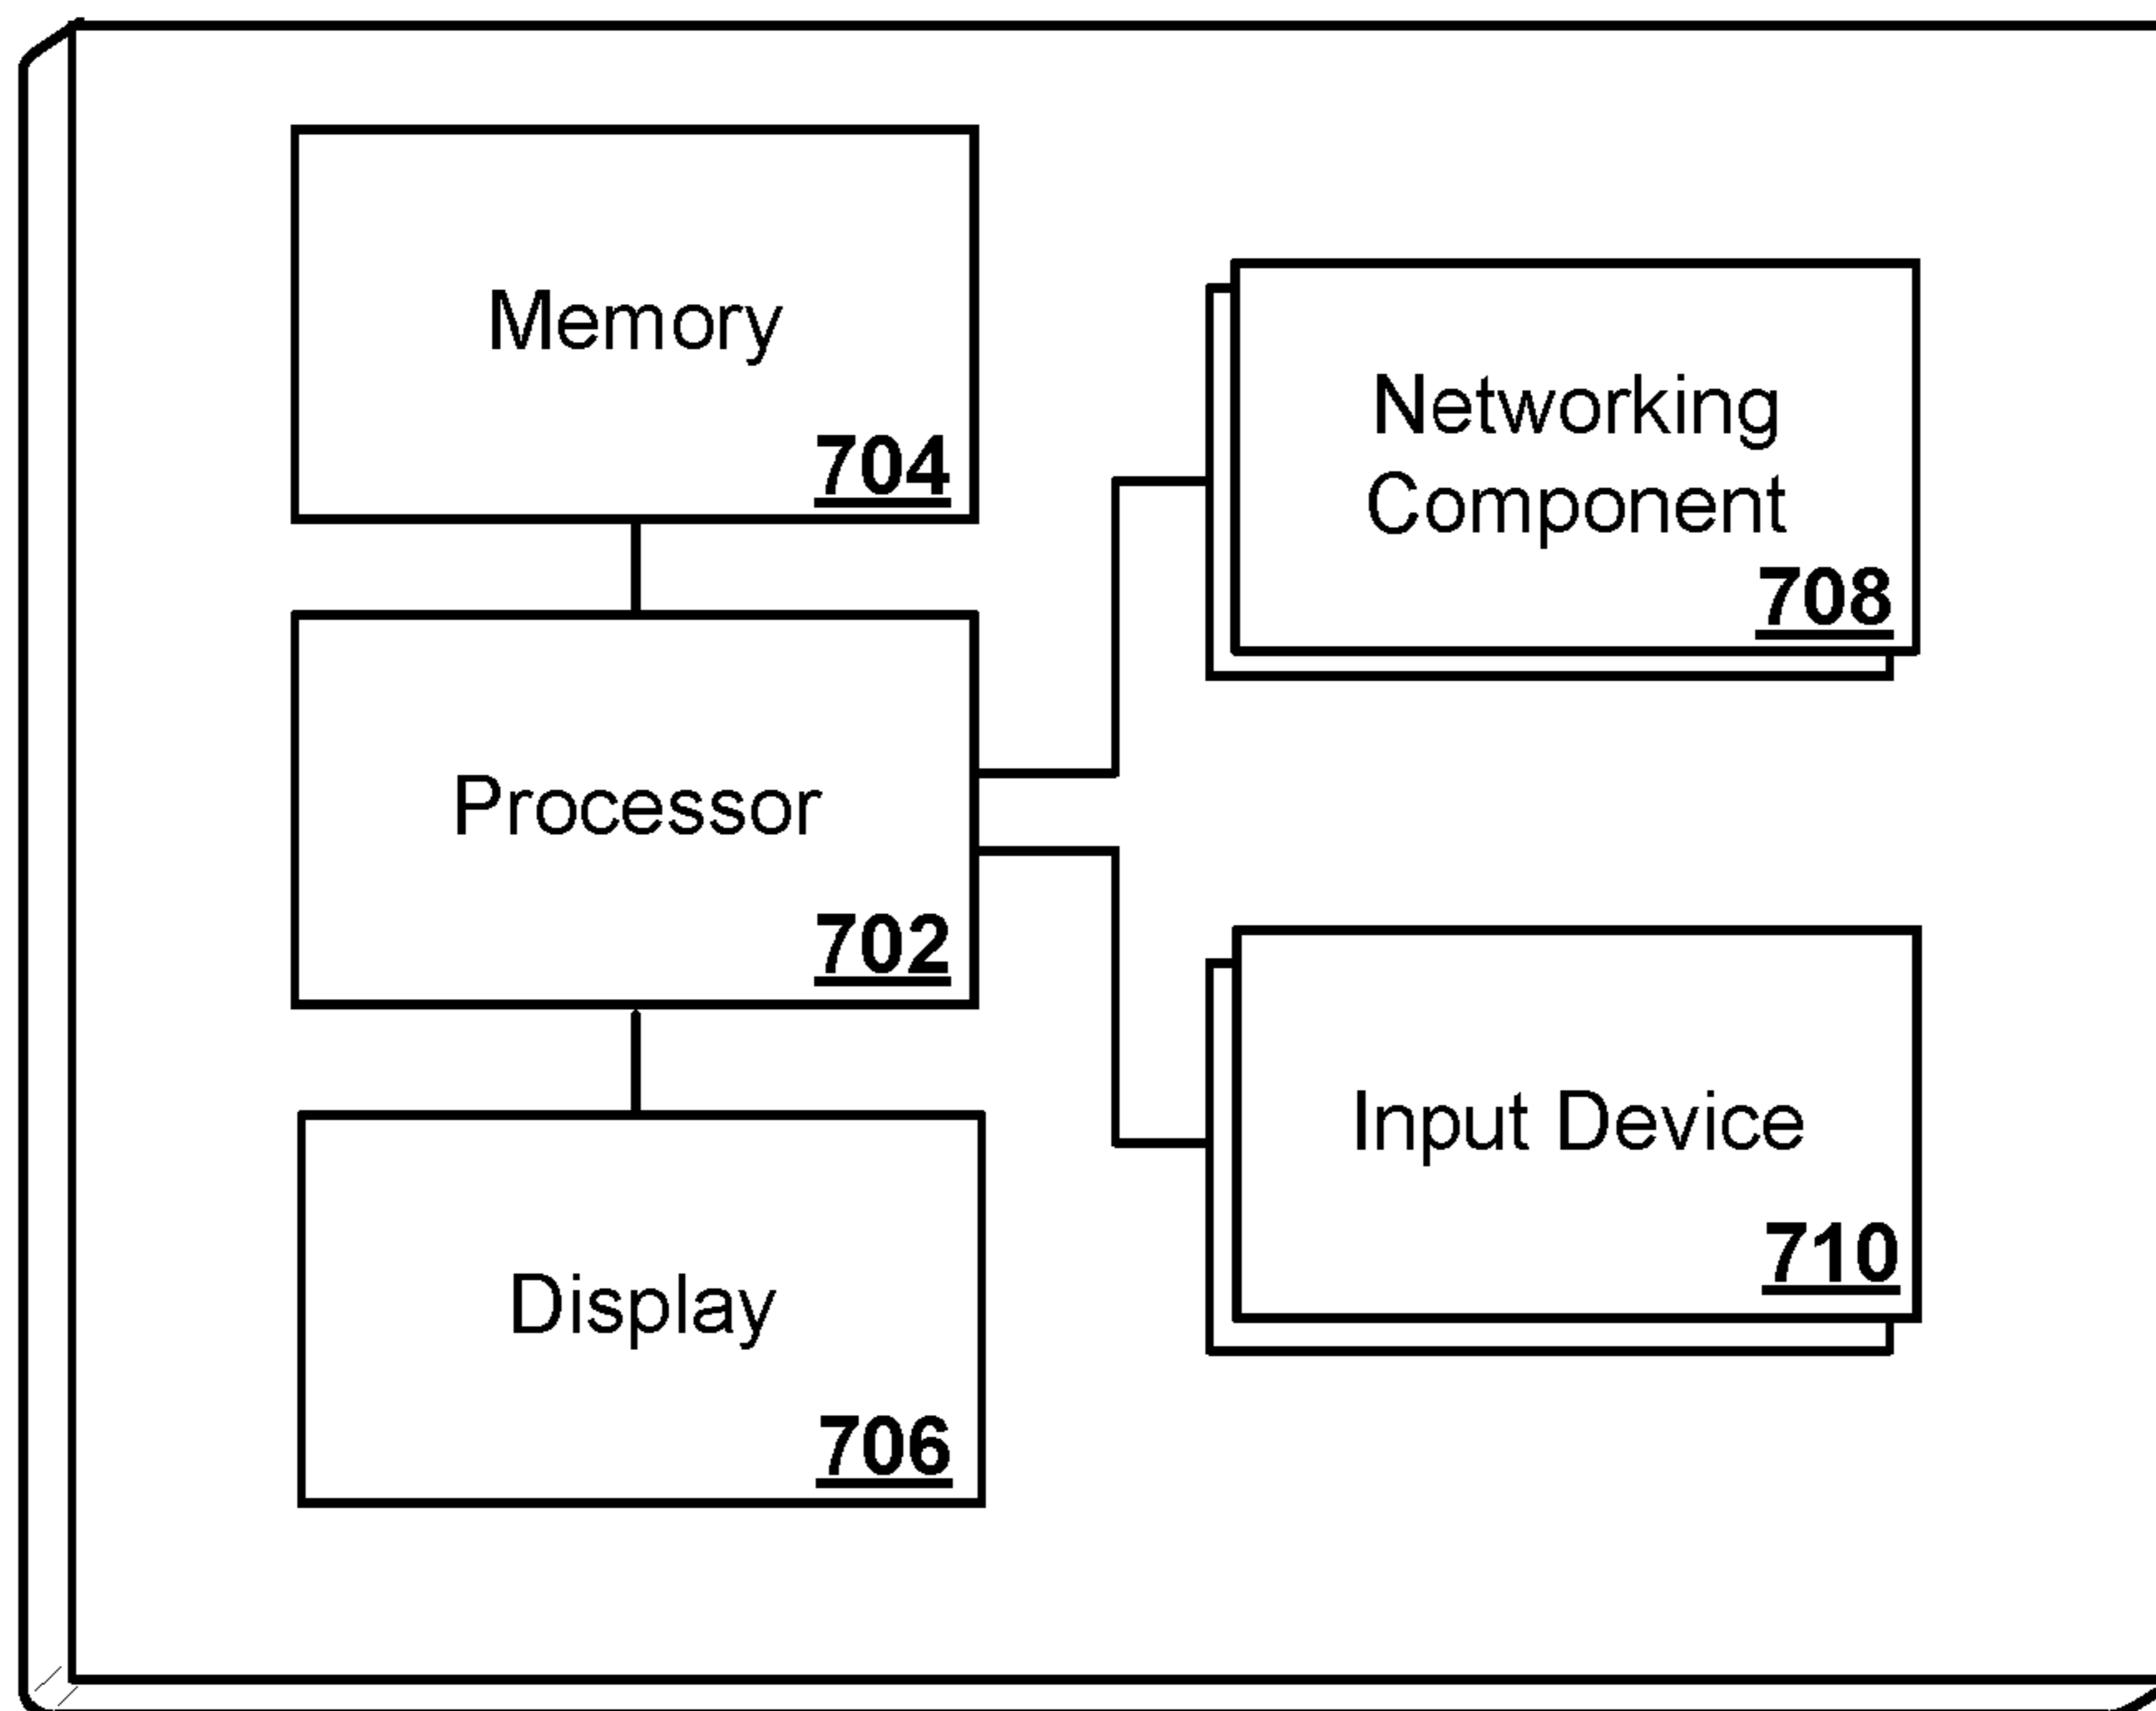 Memory
704
Networking
Component
708
Processor
702
Input Device
710
Display
706